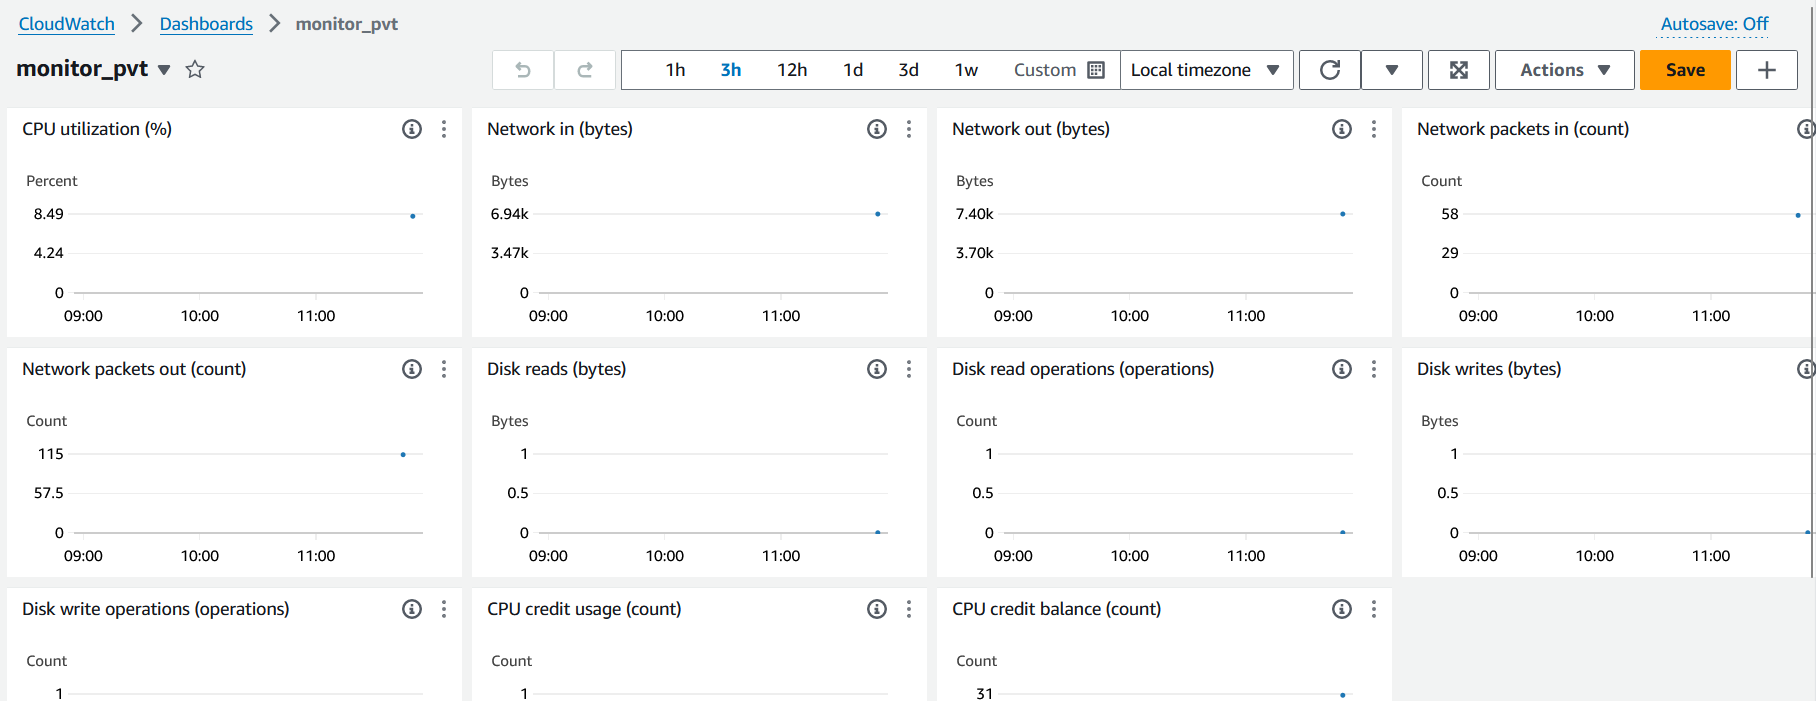 CloudWatch > Dashboards > monitor_pvt
Autosave: Off
monitor_pvt
1h 3h 12h 1d 3d 1w Custom Local timezone Actions Save
CPU utilization (%)
Percent
8.49
4.24
0
09:00 10:00 11:00
Network in (bytes)
Bytes
6.94k
3.47k
0
09:00 10:00 11:00
Network out (bytes)
Bytes
7.40k
3.70k
0
09:00 10:00 11:00
Network packets in (count)
Count
58
29
0
09:00 10:00 11:00
Network packets out (count)
Count
115
57.5
0
09:00 10:00 11:00
Disk reads (bytes)
Bytes
1
0.5
0
09:00 10:00 11:00
Disk read operations (operations)
Count
1
0.5
0
09:00 10:00 11:00
Disk writes (bytes)
Bytes
1
0.5
0
09:00 10:00 11:00
Disk write operations (operations)
Count
1
CPU credit usage (count)
Count
1
CPU credit balance (count)
Count
31